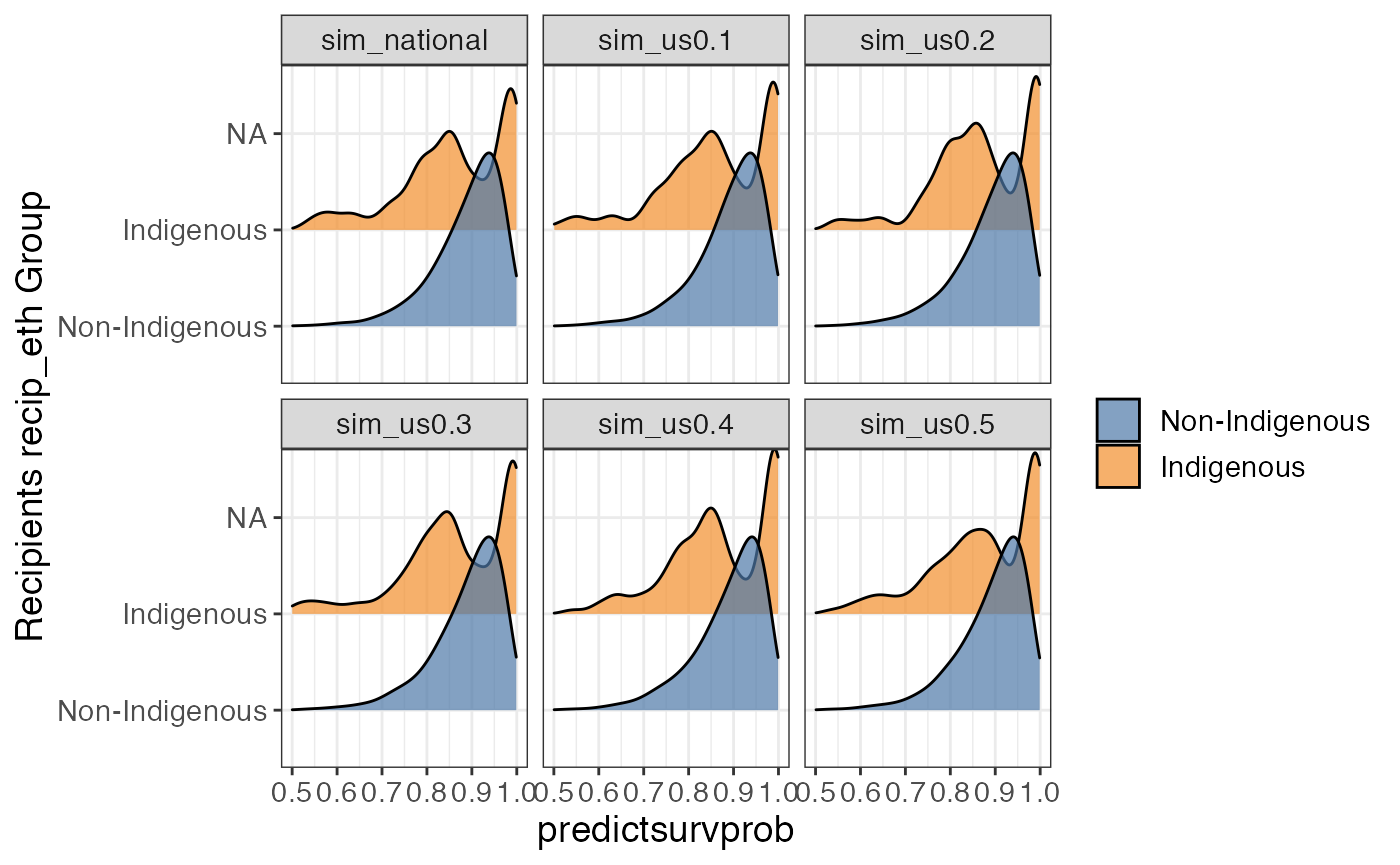 sim_national
sim_us0.1
sim_us0.2
NA
Indigenous
Non-Indigenous
sim_us0.3
sim_us0.4
sim_us0.5
NA
Indigenous
Non-Indigenous
0.5 0.6 0.7 0.8 0.9 1.0
0.5 0.6 0.7 0.8 0.9 1.0
0.5 0.6 0.7 0.8 0.9 1.0
predictsurvprob
Recipients recip_eth Group
Non-Indigenous
Indigenous